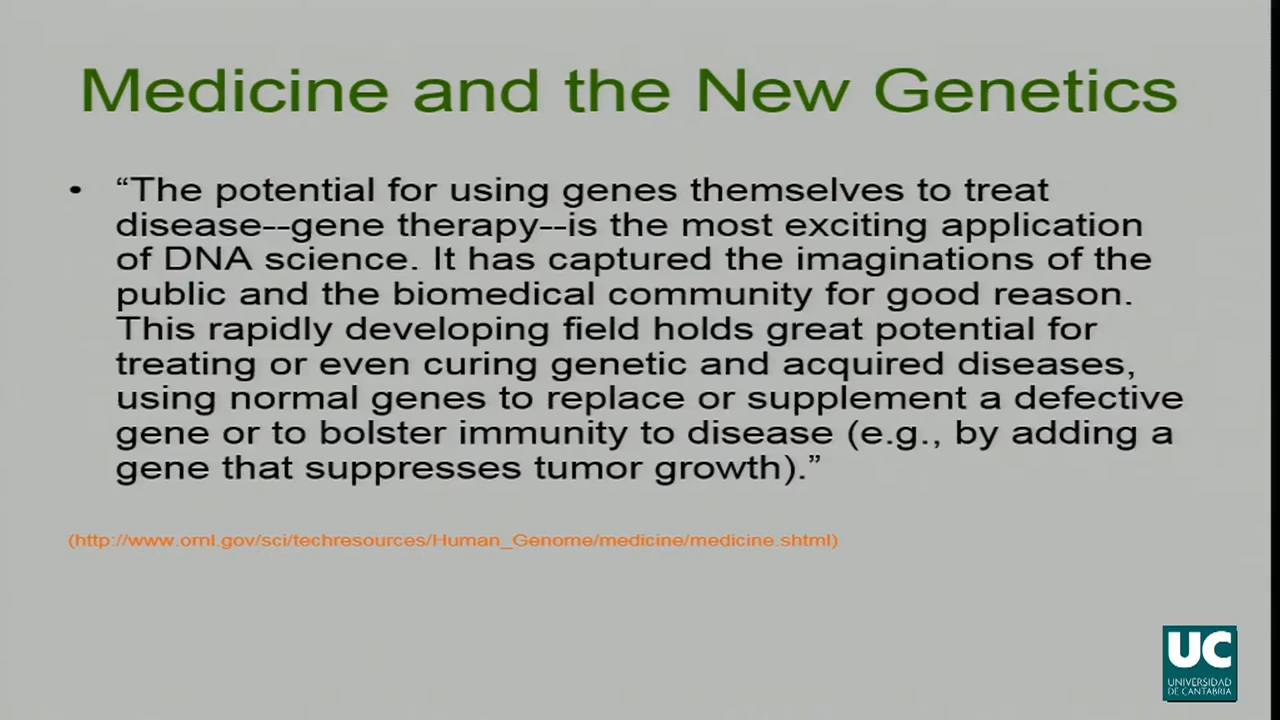 Medicine and the New Genetics
• “The potential for using genes themselves to treat
disease--gene therapy--is the most exciting application
of DNA science. It has captured the imaginations of the
public and the biomedical community for good reason.
This rapidly developing field holds great potential for
treating or even curing genetic and acquired diseases,
using normal genes to replace or supplement a defective
gene or to bolster immunity to disease (e.g., by adding a
gene that suppresses tumor growth).”
(http://www.ornl.gov/sci/techresources/Human_Genome/medicine/medicine.shtml)
UC
UNIVERSIDAD
DE CANTABRIA